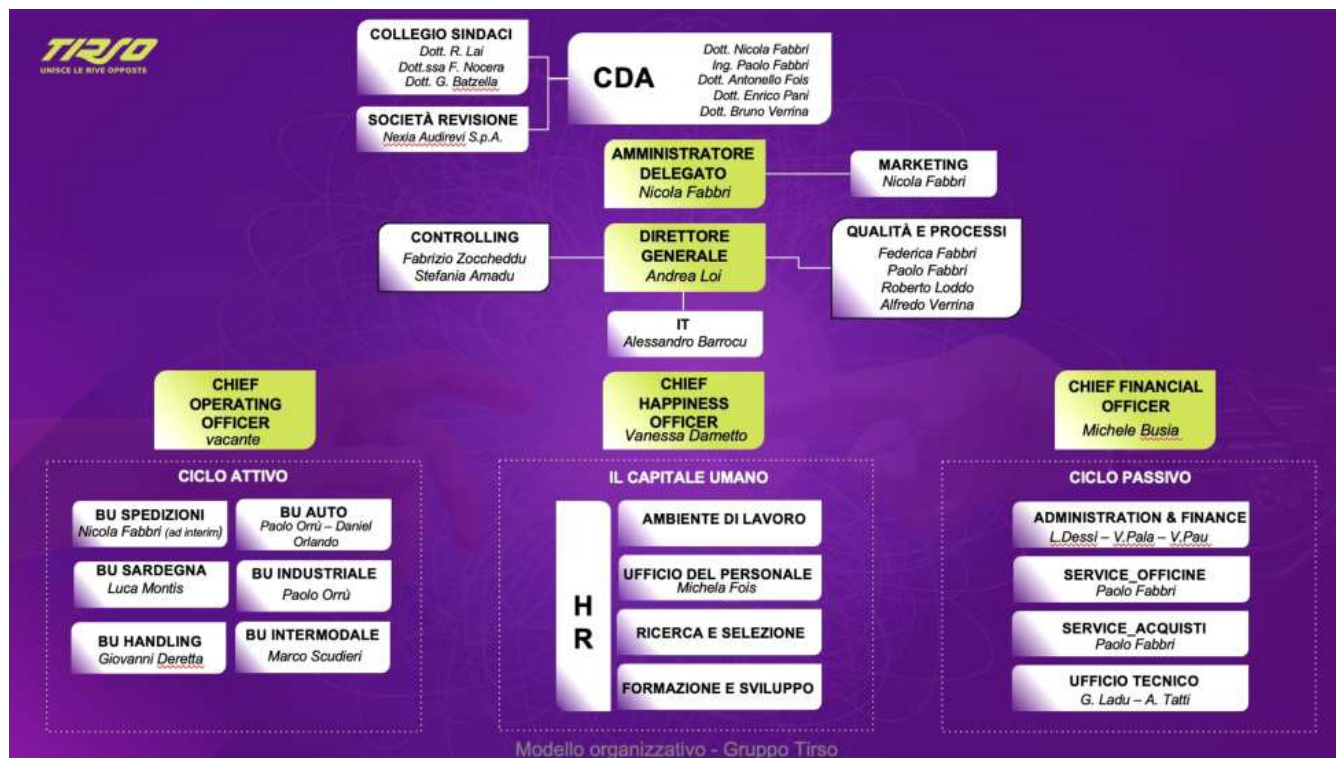 TIRSO
UNISCE LE RIVE OPPOSTE
COLLEGIO SINDACI
Dott. R. Lai
Dott.ssa F. Nocera
Dott. G. Batzella
SOCIETÀ REVISIONE
Nexia Audirevi S.p.A.
CDA
Dott. Nicola Fabbri
Ing. Paolo Fabbri
Dott. Antonello Fois
Dott. Enrico Pani
Dott. Bruno Verrina
AMMINISTRATORE
DELEGATO
Nicola Fabbri
MARKETING
Nicola Fabbri
CONTROLLING
Fabrizio Zoccheddu
Stefania Amadu
DIRETTORE
GENERALE
Andrea Loi
QUALITÀ E PROCESSI
Federica Fabbri
Paolo Fabbri
Roberto Loddo
Alfredo Verrina
IT
Alessandro Barrocu
CHIEF
OPERATING
OFFICER
vacante
CHIEF
HAPPINESS
OFFICER
Vanessa Dametto
CHIEF FINANCIAL
OFFICER
Michele Busia
CICLO ATTIVO
BU SPEDIZIONI
Nicola Fabbri (ad interim)
BU AUTO
Paolo Orrú – Daniel
Orlando
BU SARDEGNA
Luca Montis
BU INDUSTRIALE
Paolo Orrú
BU HANDLING
Giovanni Deretta
BU INTERMODALE
Marco Scudieri
IL CAPITALE UMANO
H
R
AMBIENTE DI LAVORO
UFFICIO DEL PERSONALE
Michela Fois
RICERCA E SELEZIONE
FORMAZIONE E SVILUPPO
CICLO PASSIVO
ADMINISTRATION & FINANCE
L.Dessì – V.Pala – V.Pau
SERVICE_OFFICINE
Paolo Fabbri
SERVICE_ACQUISTI
Paolo Fabbri
UFFICIO TECNICO
G. Ladu – A. Tatti
Modello organizzativo - Gruppo Tirso